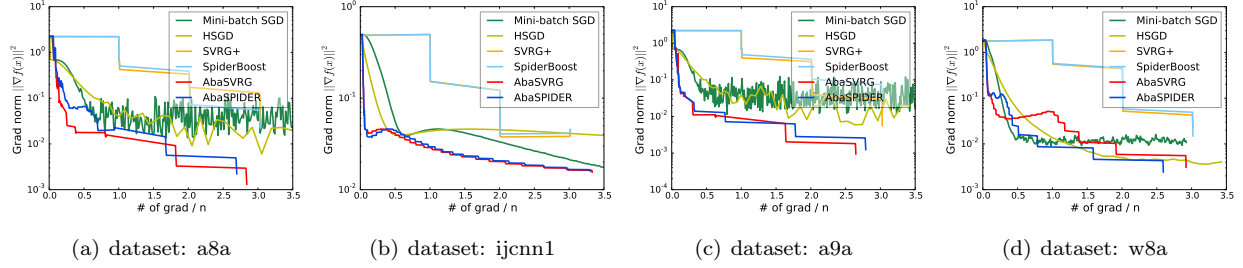 10^1
10^0
10^-1
10^-2
10^-3
0.0 0.5 1.0 1.5 2.0 2.5 3.0 3.5
# of grad / n
Grad norm ||∇f(x)||^2
Mini-batch SGD
HSGD
SVRG+
SpiderBoost
AbaSVRG
AbaSPIDER
(a) dataset: a8a
10^0
10^-1
10^-2
0.0 0.5 1.0 1.5 2.0 2.5 3.0 3.5
# of grad / n
Grad norm ||∇f(x)||^2
Mini-batch SGD
HSGD
SVRG+
SpiderBoost
AbaSVRG
AbaSPIDER
(b) dataset: ijcnn1
10^1
10^0
10^-1
10^-2
10^-3
10^-4
0.0 0.5 1.0 1.5 2.0 2.5 3.0 3.5
# of grad / n
Grad norm ||∇f(x)||^2
Mini-batch SGD
HSGD
SVRG+
SpiderBoost
AbaSVRG
AbaSPIDER
(c) dataset: a9a
10^1
10^0
10^-1
10^-2
10^-3
0.0 0.5 1.0 1.5 2.0 2.5 3.0 3.5
# of grad / n
Grad norm ||∇f(x)||^2
Mini-batch SGD
HSGD
SVRG+
SpiderBoost
AbaSVRG
AbaSPIDER
(d) dataset: w8a